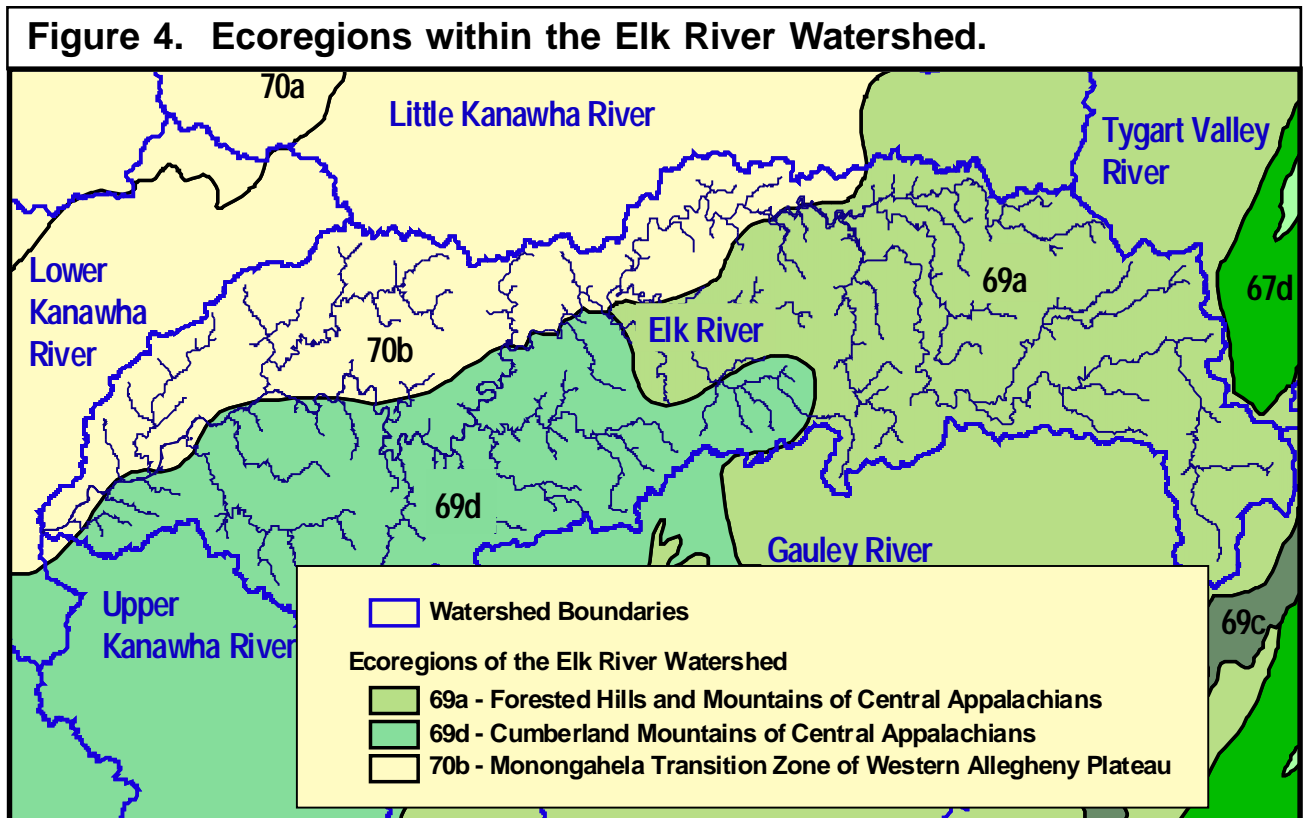 Figure 4. Ecoregions within the Elk River Watershed.
70a
Little Kanawha River
Tygart Valley
River
Lower
Kanawha
River
69a
67d
Elk River
70b
69d
Gauley River
Upper
Kanawha River
69c
Watershed Boundaries
Ecoregions of the Elk River Watershed
69a - Forested Hills and Mountains of Central Appalachians
69d - Cumberland Mountains of Central Appalachians
70b - Monongahela Transition Zone of Western Allegheny Plateau